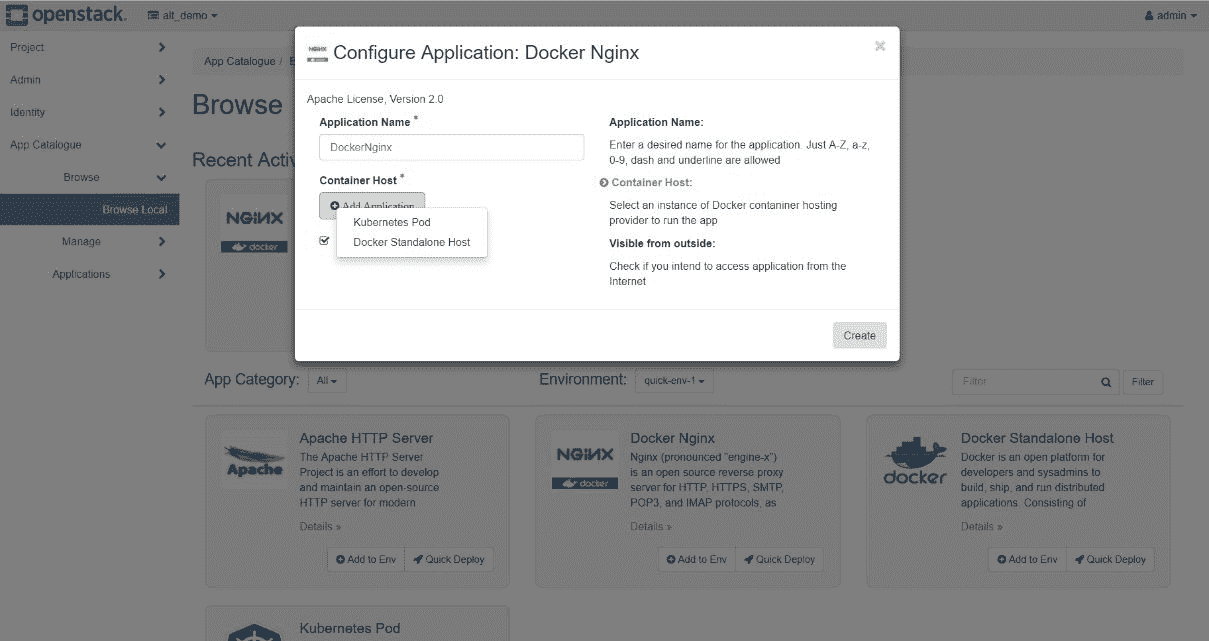 openstack. alt_demo admin
Project
Admin
Identity
App Catalogue
Browse
Browse Local
Manage
Applications
App Catalogue /
Browse
Recent Activ
NGINX
docker
Configure Application: Docker Nginx
Apache License, Version 2.0
Application Name *
DockerNginx
Container Host *
Add Application
Kubernetes Pod
Docker Standalone Host
Application Name:
Enter a desired name for the application. Just A-Z, a-z,
0-9, dash and underline are allowed
Container Host:
Select an instance of Docker contaniner hosting
provider to run the app
Visible from outside:
Check if you intend to access application from the
Internet
Create
App Category: All Environment: quick-env-1 Filter Filter
Apache
Apache HTTP Server
The Apache HTTP Server
Project is an effort to develop
and maintain an open-source
HTTP server for modern
Details »
Add to Env Quick Deploy
NGINX
docker
Docker Nginx
Nginx (pronounced "engine-x")
is an open source reverse proxy
server for HTTP, HTTPS, SMTP,
POP3, and IMAP protocols, as
Details »
Add to Env Quick Deploy
docker
Docker Standalone Host
Docker is an open platform for
developers and sysadmins to
build, ship, and run distributed
applications. Consisting of
Details »
Add to Env Quick Deploy
Kubernetes Pod